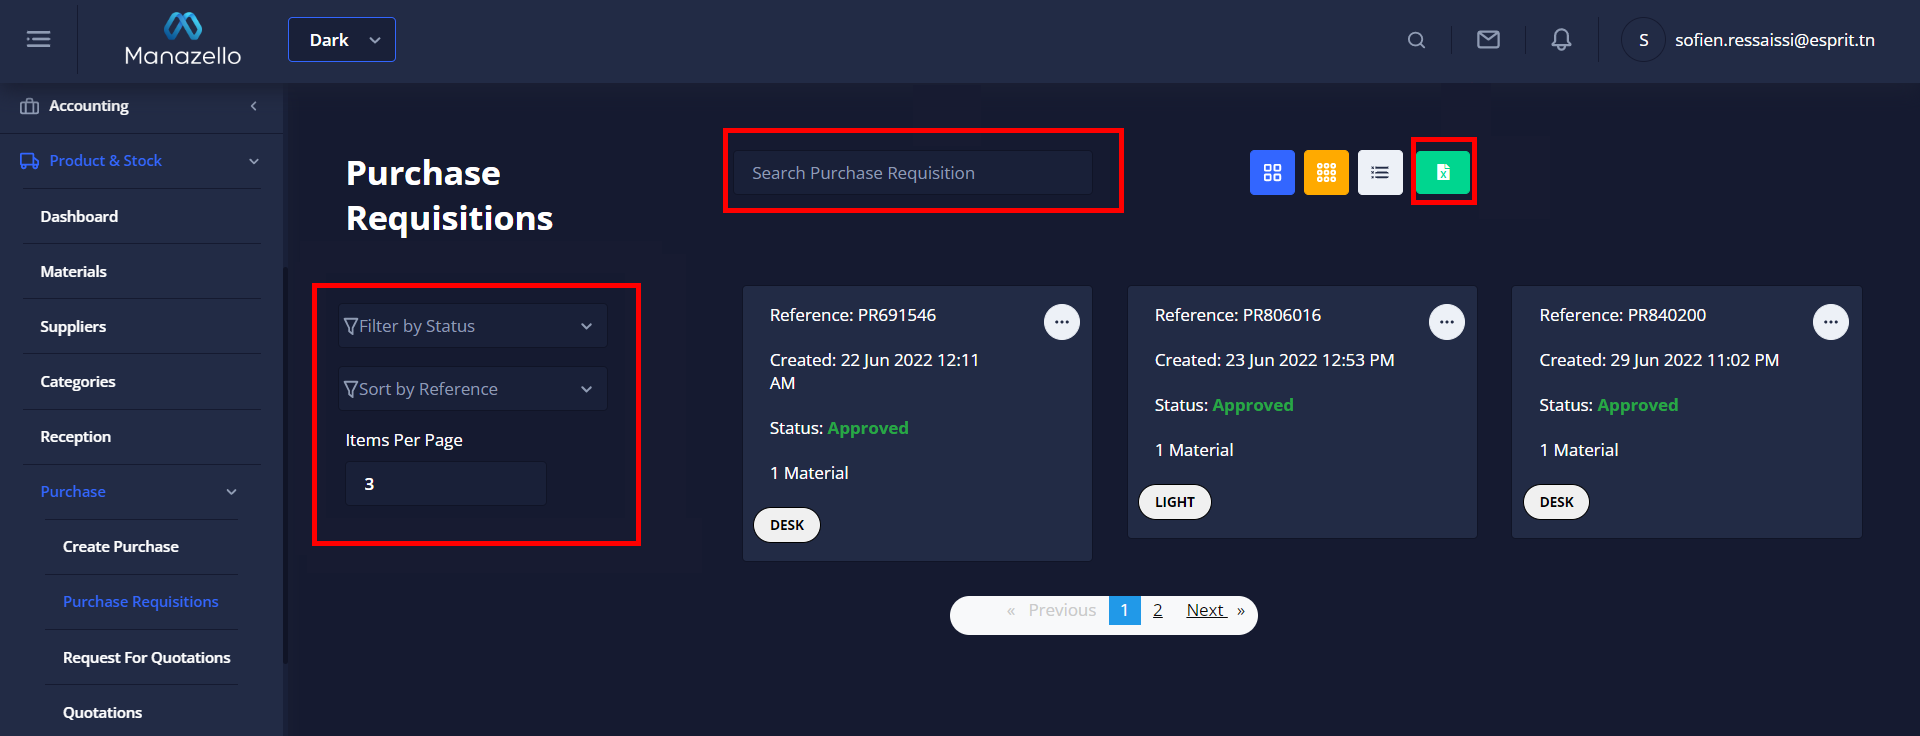 Manazello
Dark
S
sofien.ressaissi@esprit.tn
Accounting
Product & Stock
Dashboard
Materials
Suppliers
Categories
Reception
Purchase
Create Purchase
Purchase Requisitions
Request For Quotations
Quotations
Purchase
Requisitions
Search Purchase Requisition
Filter by Status
Sort by Reference
Items Per Page
3
Reference: PR691546
Created: 22 Jun 2022 12:11
AM
Status: Approved
1 Material
DESK
Reference: PR806016
Created: 23 Jun 2022 12:53 PM
Status: Approved
1 Material
LIGHT
Reference: PR840200
Created: 29 Jun 2022 11:02 PM
Status: Approved
1 Material
DESK
« Previous 1 2 Next »